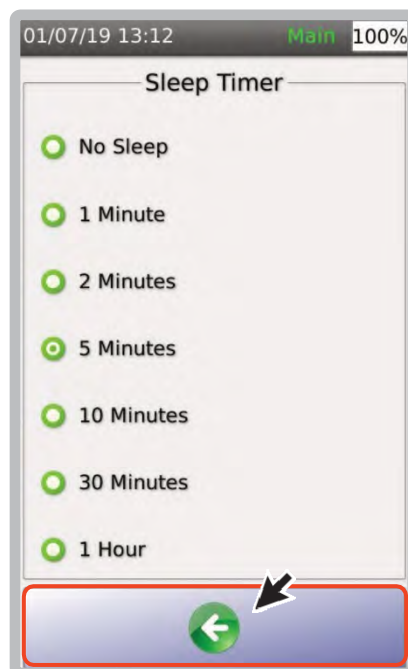 01/07/19 13:12 Main 100%
Sleep Timer
No Sleep
1 Minute
2 Minutes
5 Minutes
10 Minutes
30 Minutes
1 Hour